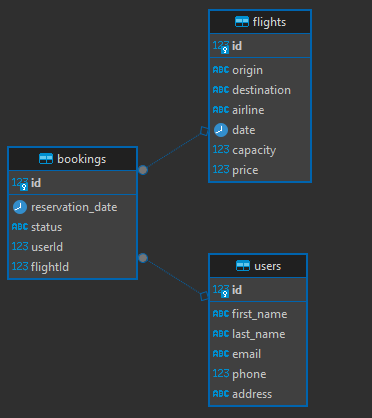 flights
123 id
ABC origin
ABC destination
ABC airline
date
123 capacity
123 price
bookings
123 id
reservation_date
ABC status
123 userId
123 flightId
users
123 id
ABC first_name
ABC last_name
ABC email
123 phone
ABC address